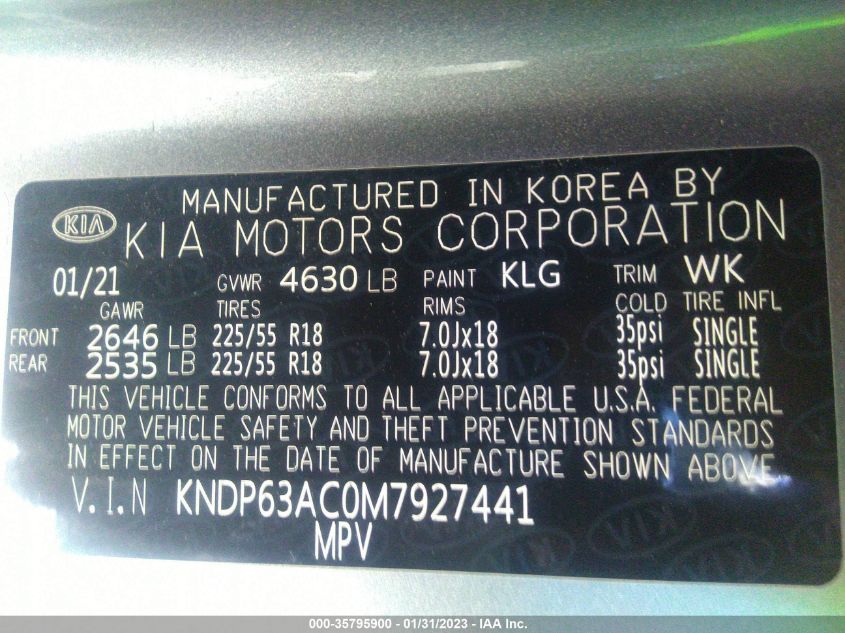 MANUFACTURED IN KOREA BY
KIA KIA MOTORS CORPORATION
01/21 GVWR 4630 LB PAINT KLG TRIM WK
GAWR TIRES RIMS COLD TIRE INFL
FRONT 2646 LB 225/55 R18 7.0Jx18 35psi SINGLE
REAR 2535 LB 225/55 R18 7.0Jx18 35psi SINGLE
THIS VEHICLE CONFORMS TO ALL APPLICABLE U.S.A. FEDERAL
MOTOR VEHICLE SAFETY AND THEFT PREVENTION STANDARDS
IN EFFECT ON THE DATE OF MANUFACTURE SHOWN ABOVE.
V.I.N KNDP63AC0M7927441
MPV
000-35795900 - 01/31/2023 - IAA Inc.